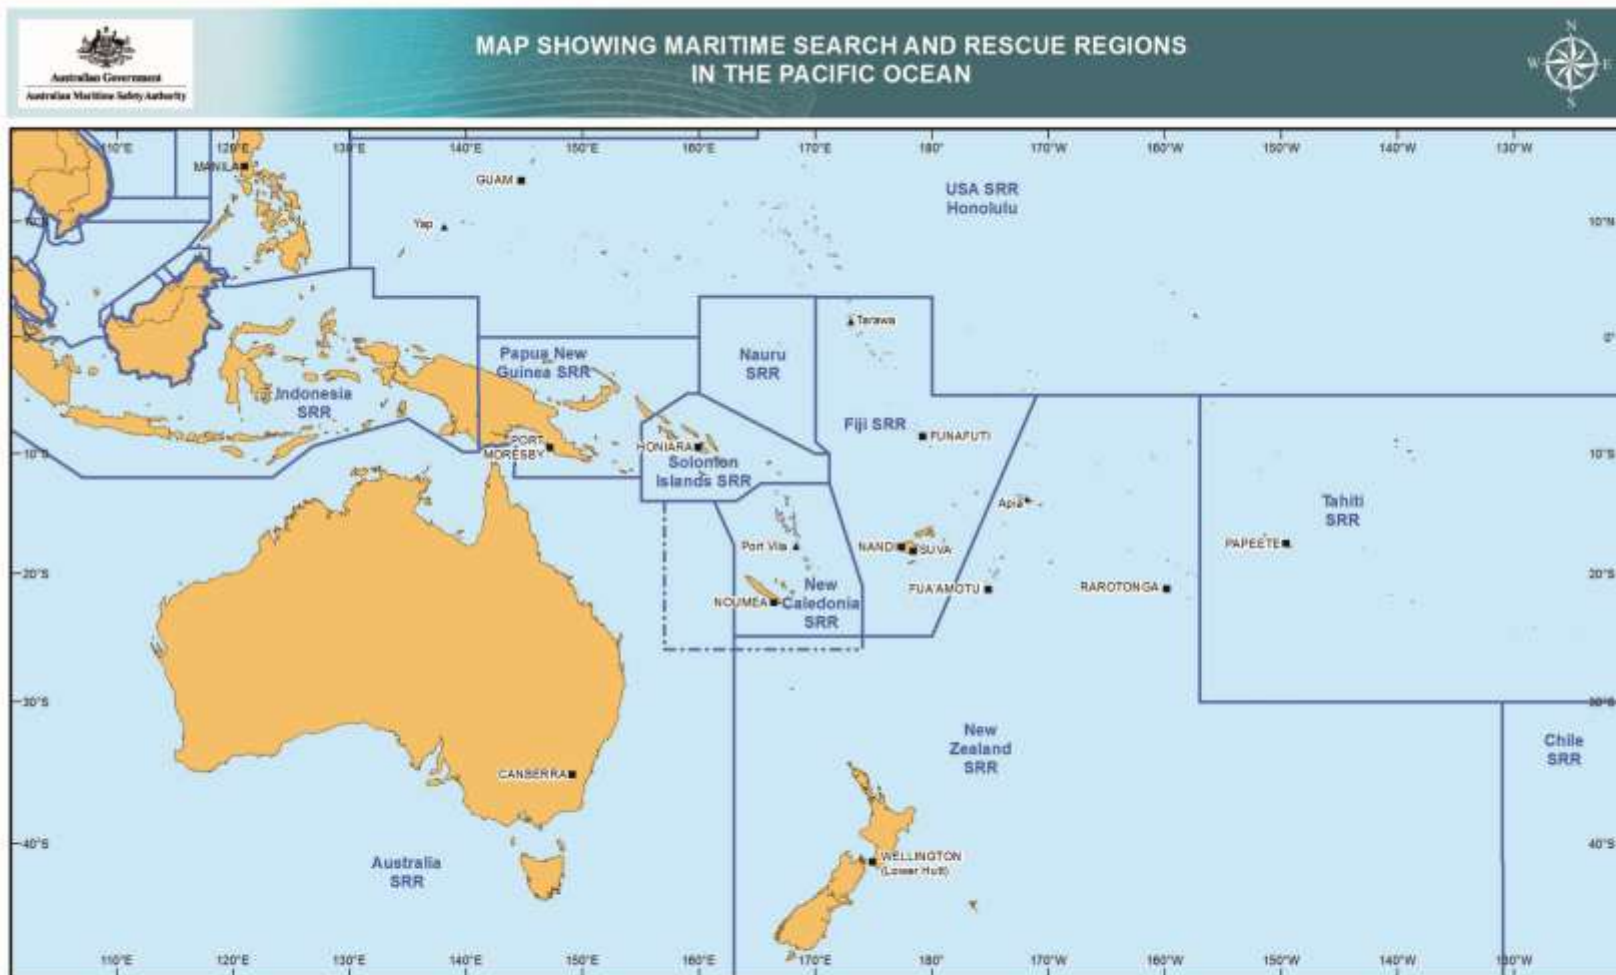 Australian Government
Australian Maritime Safety Authority
MAP SHOWING MARITIME SEARCH AND RESCUE REGIONS
IN THE PACIFIC OCEAN
N
W
E
S
110°E
120°E
130°E
140°E
150°E
160°E
170°E
180°
170°W
160°W
150°W
140°W
130°W
MANILA
GUAM
USA SRR
Honolulu
Yap
10°N
Tarawa
0°
Papua New
Guinea SRR
Nauru
SRR
Indonesia
SRR
Fiji SRR
FUNAFUTI
PORT
MORESBY
HONIARA
10°S
10°S
Solomon
Islands SRR
Apia
Tahiti
SRR
Port Vila
NANDI
SUVA
PAPEETE
20°S
20°S
FUA'AMOTU
RAROTONGA
New
Caledonia
SRR
NOUMEA
30°S
30°S
New
Zealand
SRR
Chile
SRR
CANBERRA
40°S
40°S
WELLINGTON
(Lower Hutt)
Australia
SRR
110°E
120°E
130°E
140°E
150°E
160°E
170°E
180°
170°W
160°W
150°W
140°W
130°W